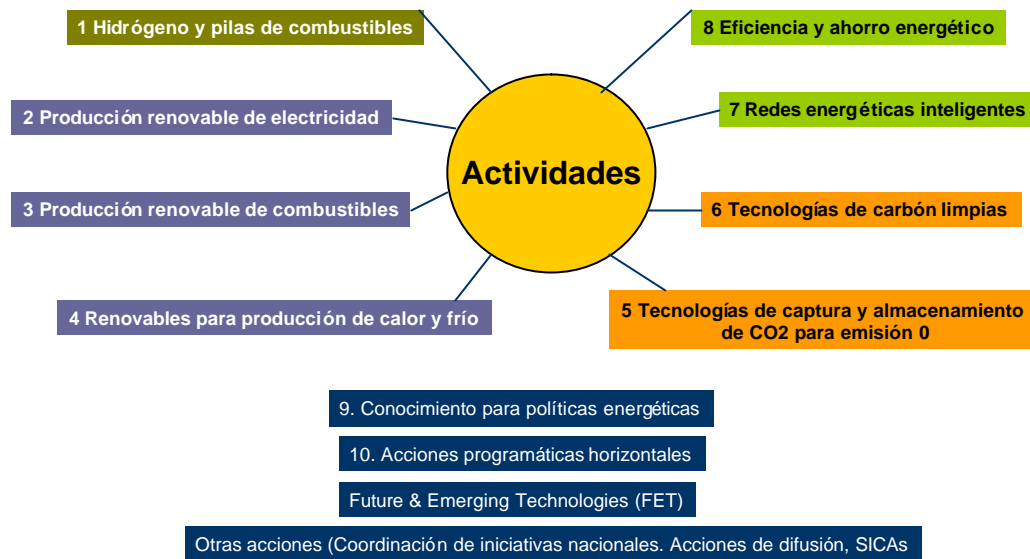 1 Hidrógeno y pilas de combustibles
8 Eficiencia y ahorro energético
2 Producción renovable de electricidad
7 Redes energéticas inteligentes
Actividades
3 Producción renovable de combustibles
6 Tecnologías de carbón limpias
4 Renovables para producción de calor y frío
5 Tecnologías de captura y almacenamiento
de CO2 para emisión 0
9. Conocimiento para políticas energéticas
10. Acciones programáticas horizontales
Future & Emerging Technologies (FET)
Otras acciones (Coordinación de iniciativas nacionales. Acciones de difusión, SICAs